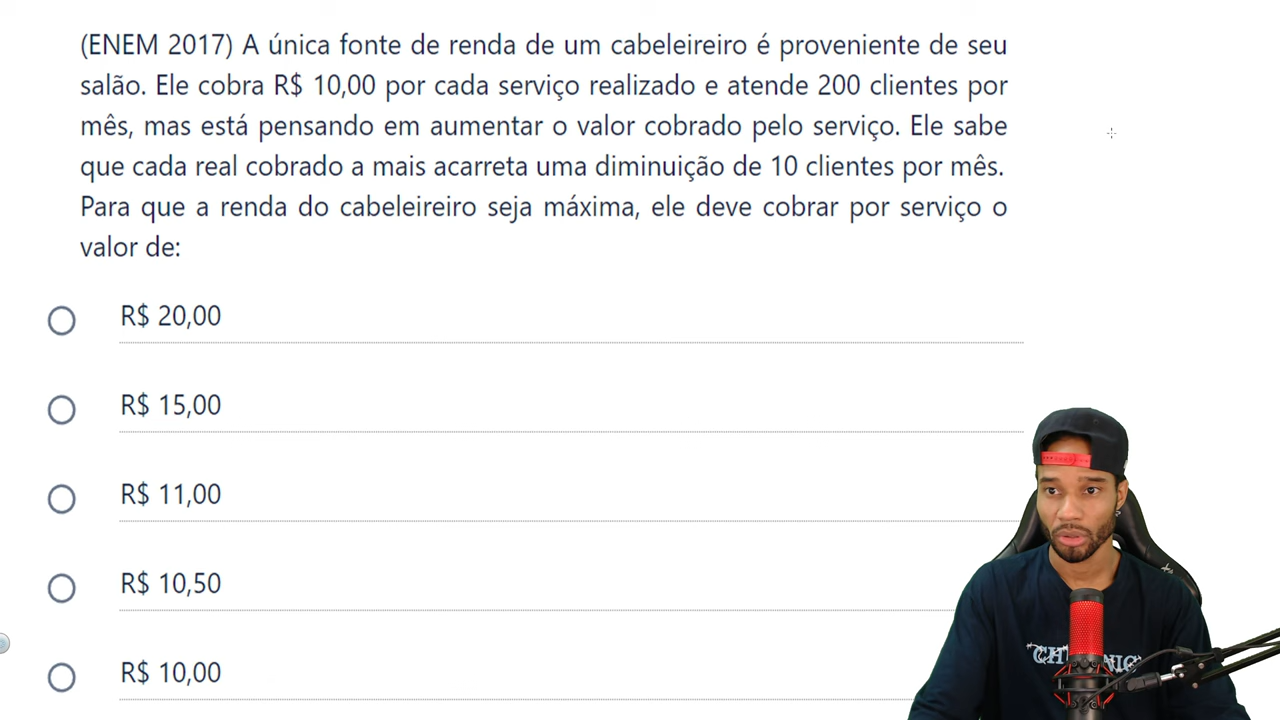 (ENEM 2017) A única fonte de renda de um cabeleireiro é proveniente de seu
salão. Ele cobra R$ 10,00 por cada serviço realizado e atende 200 clientes por
mês, mas está pensando em aumentar o valor cobrado pelo serviço. Ele sabe
que cada real cobrado a mais acarreta uma diminuição de 10 clientes por mês.
Para que a renda do cabeleireiro seja máxima, ele deve cobrar por serviço o
valor de:
R$ 20,00
R$ 15,00
R$ 11,00
R$ 10,50
R$ 10,00